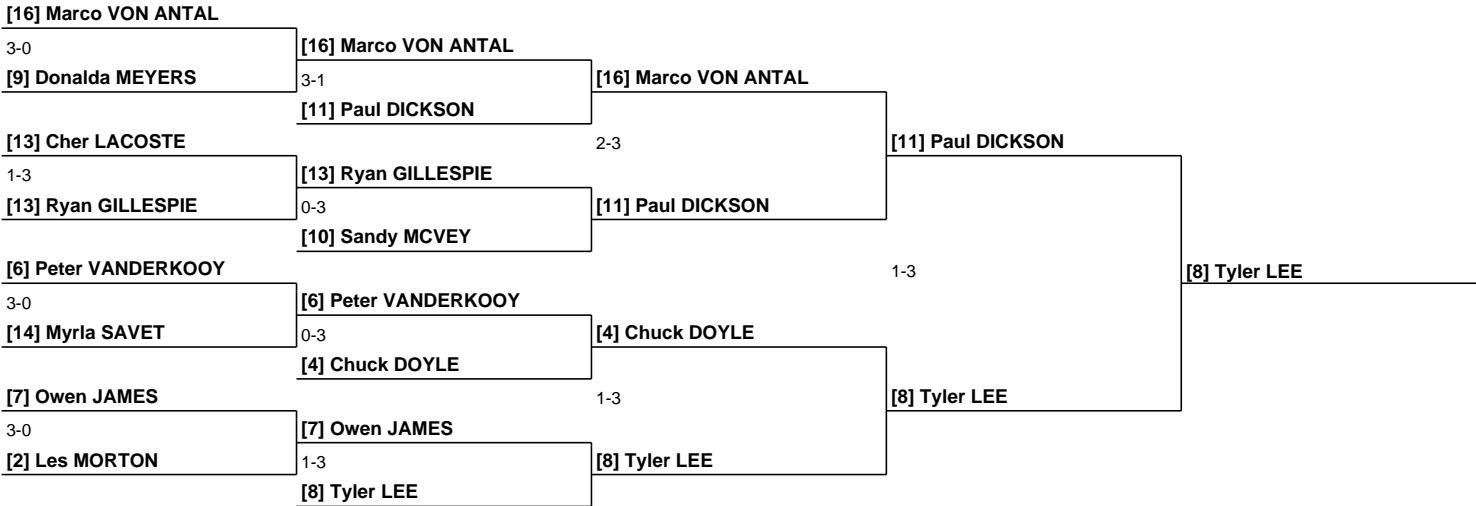 [16] Marco VON ANTAL
3-0
[16] Marco VON ANTAL
[9] Donalda MEYERS
3-1
[16] Marco VON ANTAL
[11] Paul DICKSON
[13] Cher LACOSTE
2-3
[11] Paul DICKSON
1-3
[13] Ryan GILLESPIE
[13] Ryan GILLESPIE
0-3
[11] Paul DICKSON
[10] Sandy MCVEY
[6] Peter VANDERKOOY
1-3
[8] Tyler LEE
3-0
[6] Peter VANDERKOOY
[14] Myrla SAVET
0-3
[4] Chuck DOYLE
[4] Chuck DOYLE
[7] Owen JAMES
1-3
[8] Tyler LEE
3-0
[7] Owen JAMES
[2] Les MORTON
1-3
[8] Tyler LEE
[8] Tyler LEE